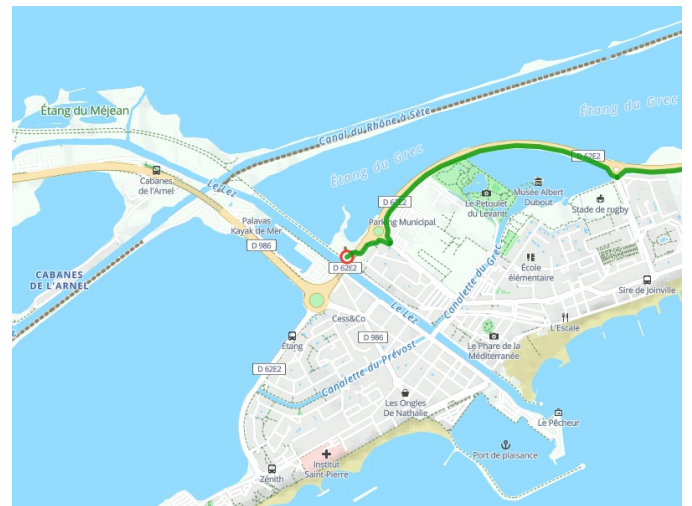 Étang du Méjean
Canal du Rhône à Sète
Étang du Grec
Cabanes
de l'Arnel
Le Lez
Étang du Grec
D 62E2
D 62E2
Musée Albert
Dubout
Le Petoulet
du Levant
Stade de rugby
Palavas
Kayak de Mer
Parking Municipal
D 986
D 62E2
CABANES
DE L'ARNEL
École
élémentaire
Canalette du Grec
Sire de Joinville
Le Lez
Cess&Co
L'Escale
D 986
Étang
Le Phare de la
Méditerranée
Canalette du Prévost
D 62E2
Les Ongles
De Nathalie
Le Pêcheur
Port de plaisance
Institut
Saint-Pierre
Zénith